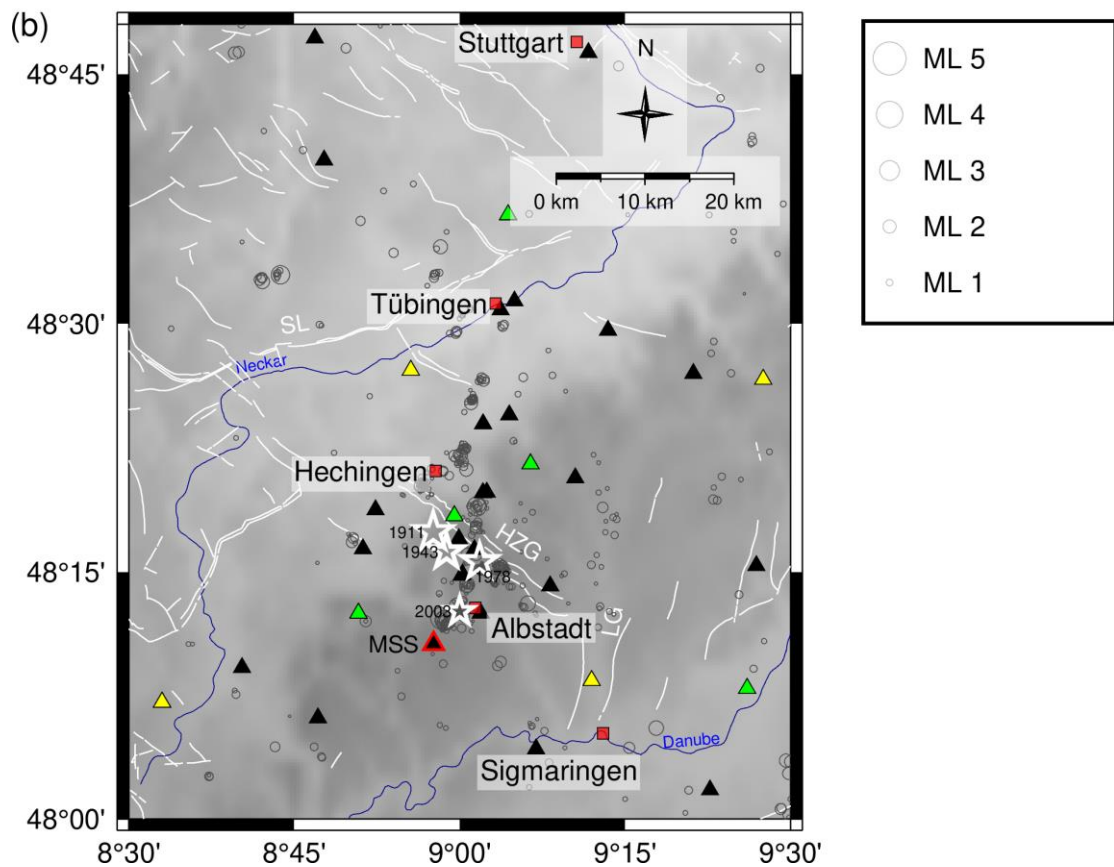 (b)
Stuttgart
N
ML 5
48°45'
ML 4
ML 3
0 km 10 km 20 km
ML 2
ML 1
Tübingen
48°30'
SL
Neckar
Hechingen
1911
HZG
1943
48°15'
1978
2003
Albstadt
LG
MSS
Danube
Sigmaringen
48°00'
8°30' 8°45' 9°00' 9°15' 9°30'